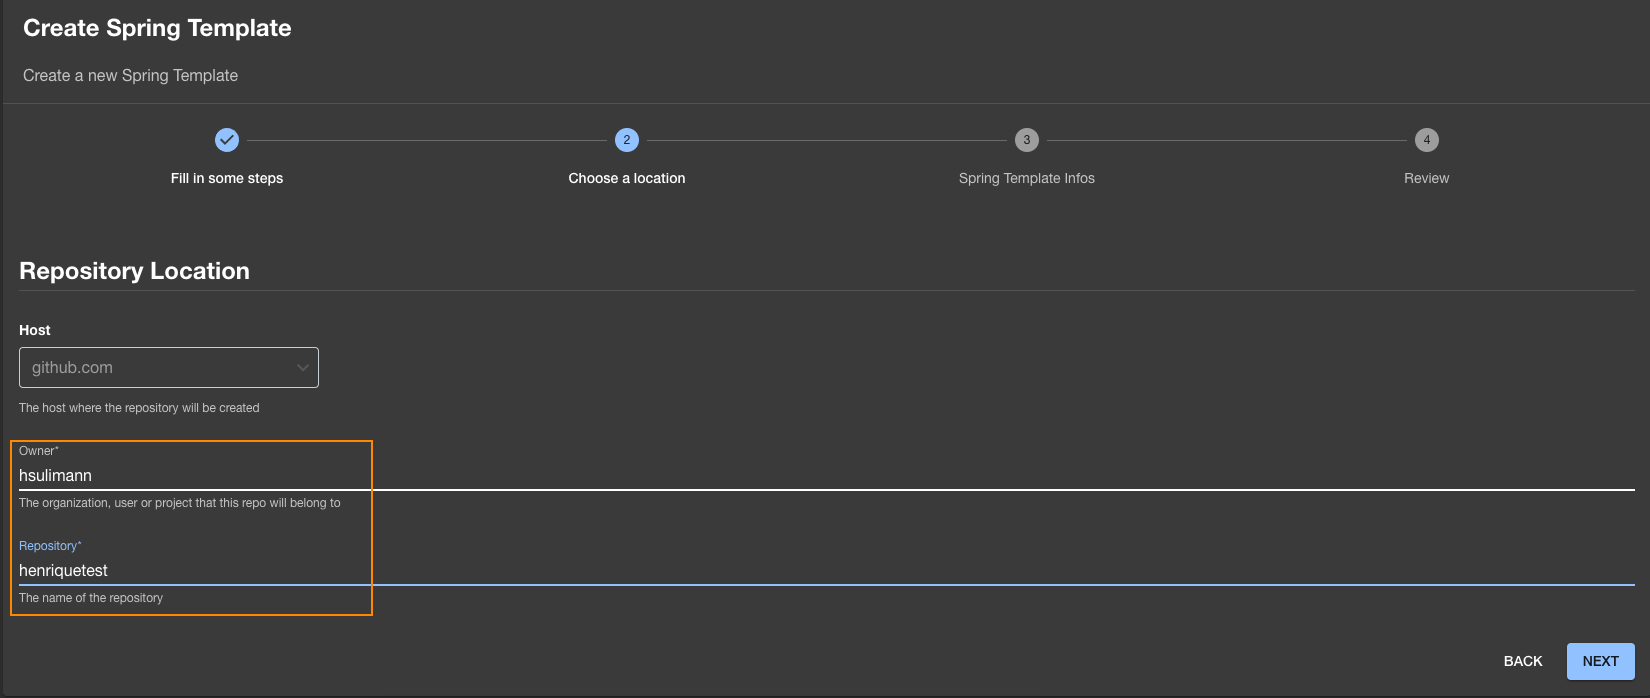 Create Spring Template
Create a new Spring Template
2
3
4
Fill in some steps
Choose a location
Spring Template Infos
Review
Repository Location
Host
github.com
The host where the repository will be created
Owner*
hsulimann
The organization, user or project that this repo will belong to
Repository*
henriquetest
The name of the repository
BACK
NEXT